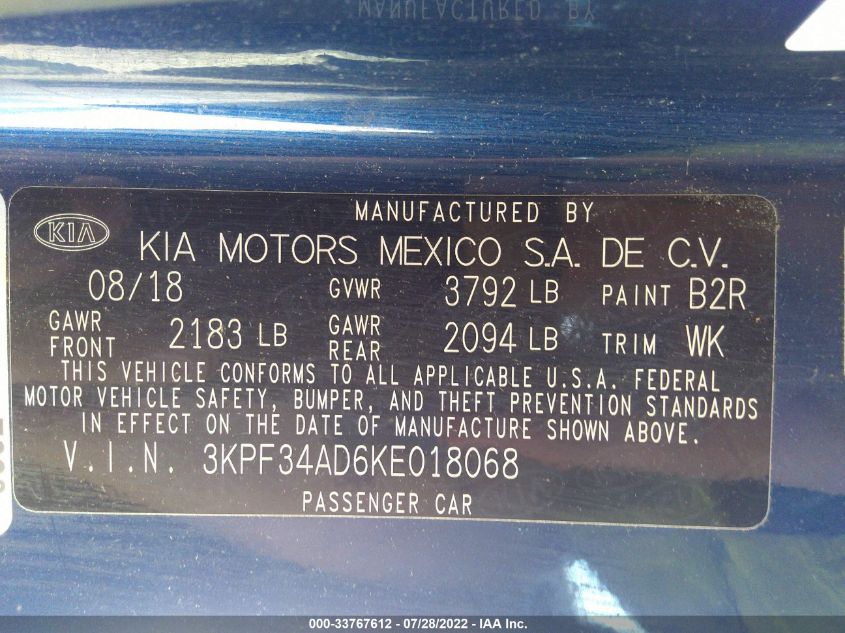 MANUFACTURED BY
KIA
MANUFACTURED BY
KIA MOTORS MEXICO S.A. DE C.V.
08/18 GVWR 3792 LB PAINT B2R
GAWR FRONT 2183 LB GAWR REAR 2094 LB TRIM WK
THIS VEHICLE CONFORMS TO ALL APPLICABLE U.S.A. FEDERAL
MOTOR VEHICLE SAFETY, BUMPER, AND THEFT PREVENTION STANDARDS
IN EFFECT ON THE DATE OF MANUFACTURE SHOWN ABOVE.
V.I.N. 3KPF34AD6KE018068
PASSENGER CAR
000-33767612 - 07/28/2022 - IAA Inc.